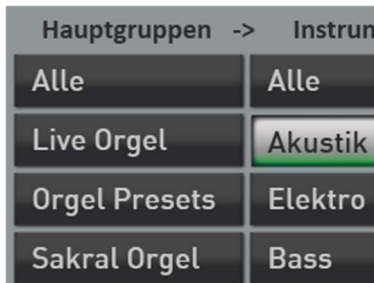 Hauptgruppen -> Instrun
Alle Alle
Live Orgel Akustik
Orgel Presets Elektro
Sakral Orgel Bass